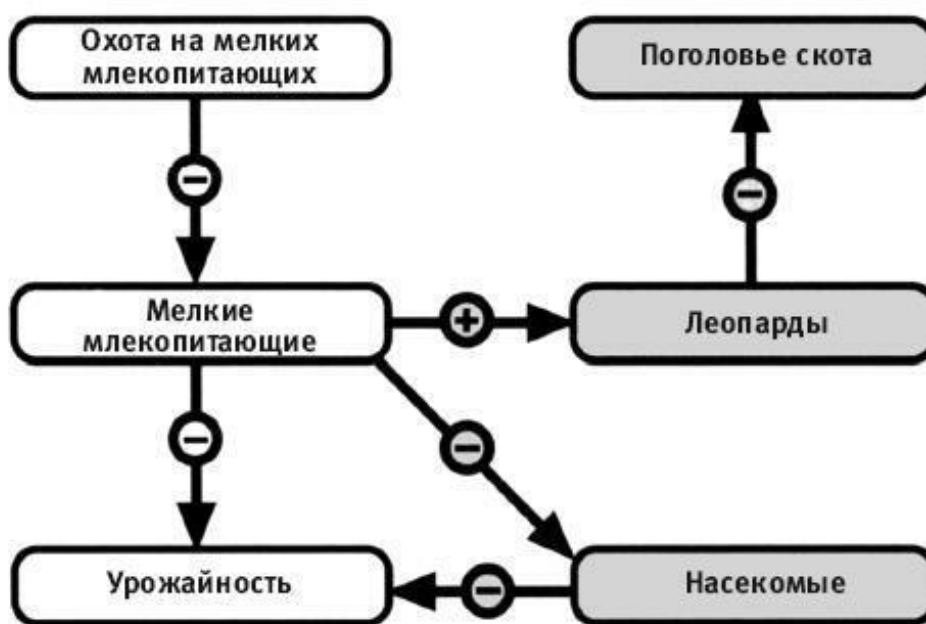 Охота на мелких
млекопитающих
Поголовье скота
Мелкие
млекопитающие
Леопарды
Урожайность
Насекомые